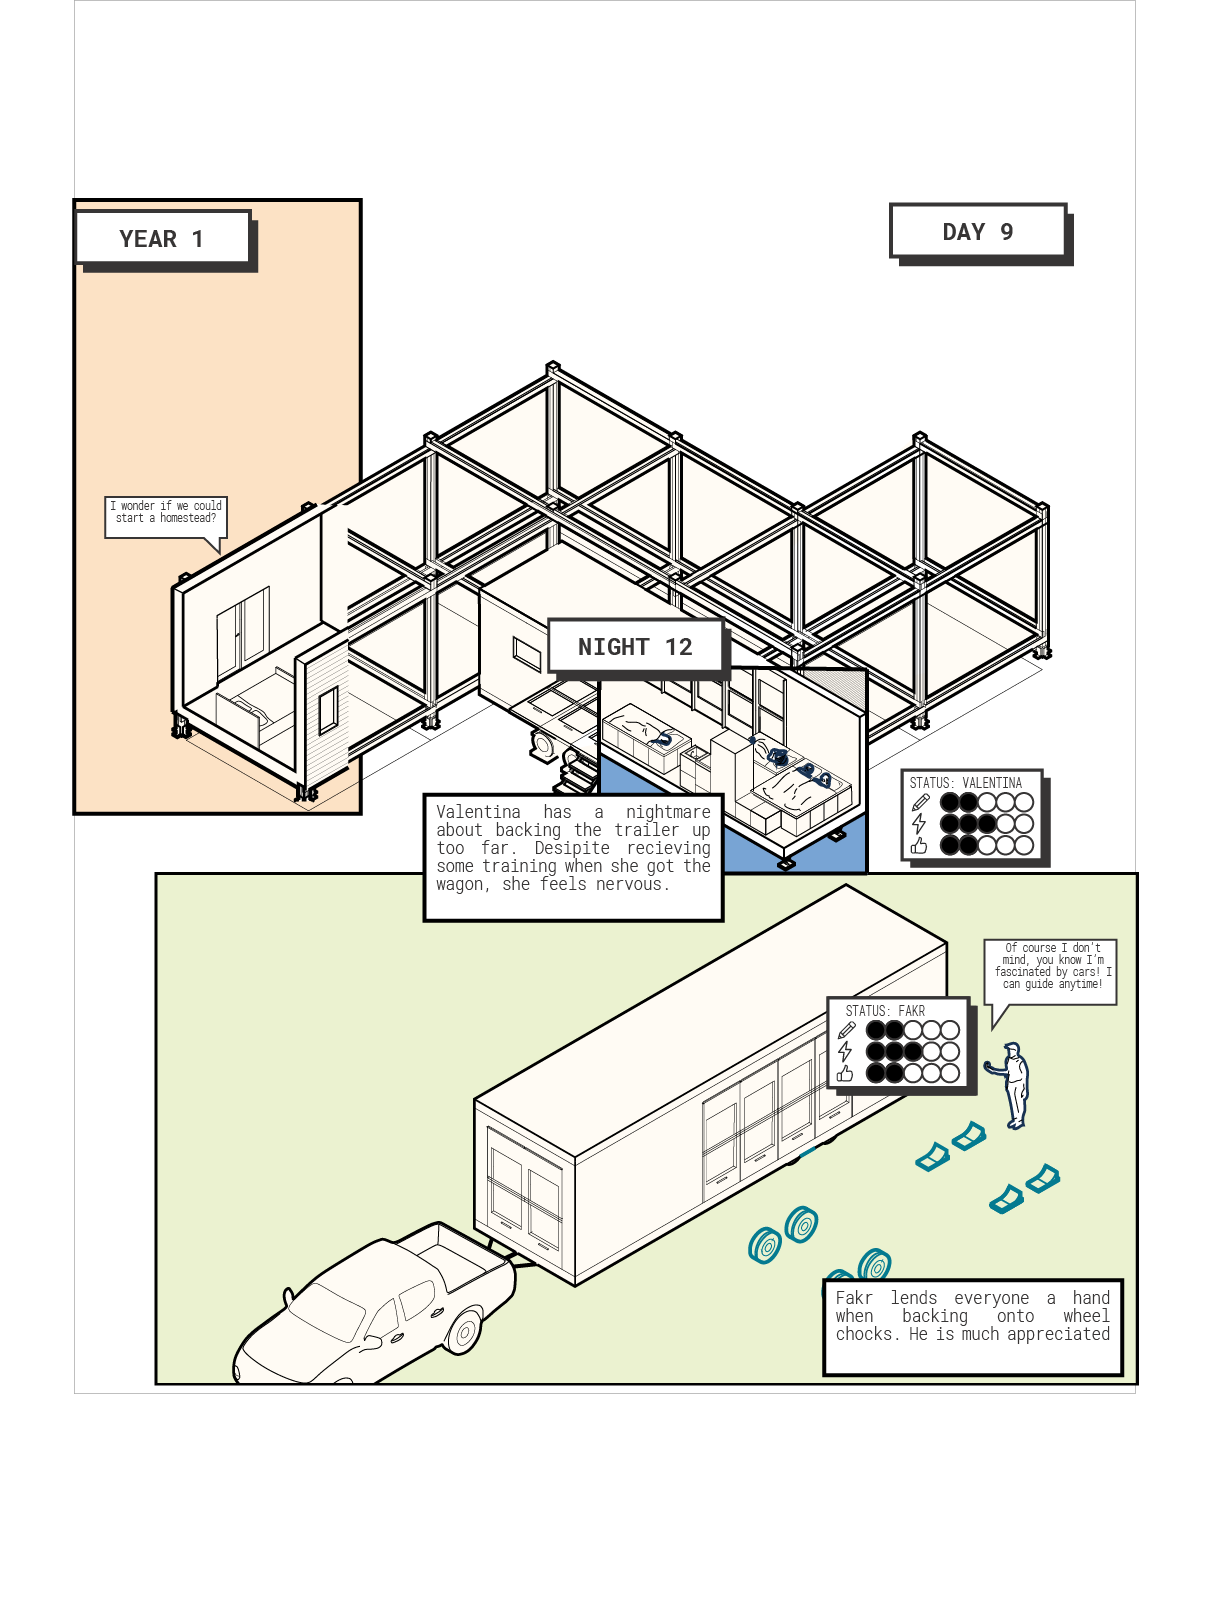 YEAR 1
DAY 9
I wonder if we could
start a homestead?
NIGHT 12
STATUS: VALENTINA
Valentina has a nightmare
about backing the trailer up
too far. Desipite recieving
some training when she got the
wagon, she feels nervous.
Of course I don't
mind, you know I'm
fascinated by cars! I
can guide anytime!
STATUS: FAKR
Fakr lends everyone a hand
when backing onto wheel
chocks. He is much appreciated